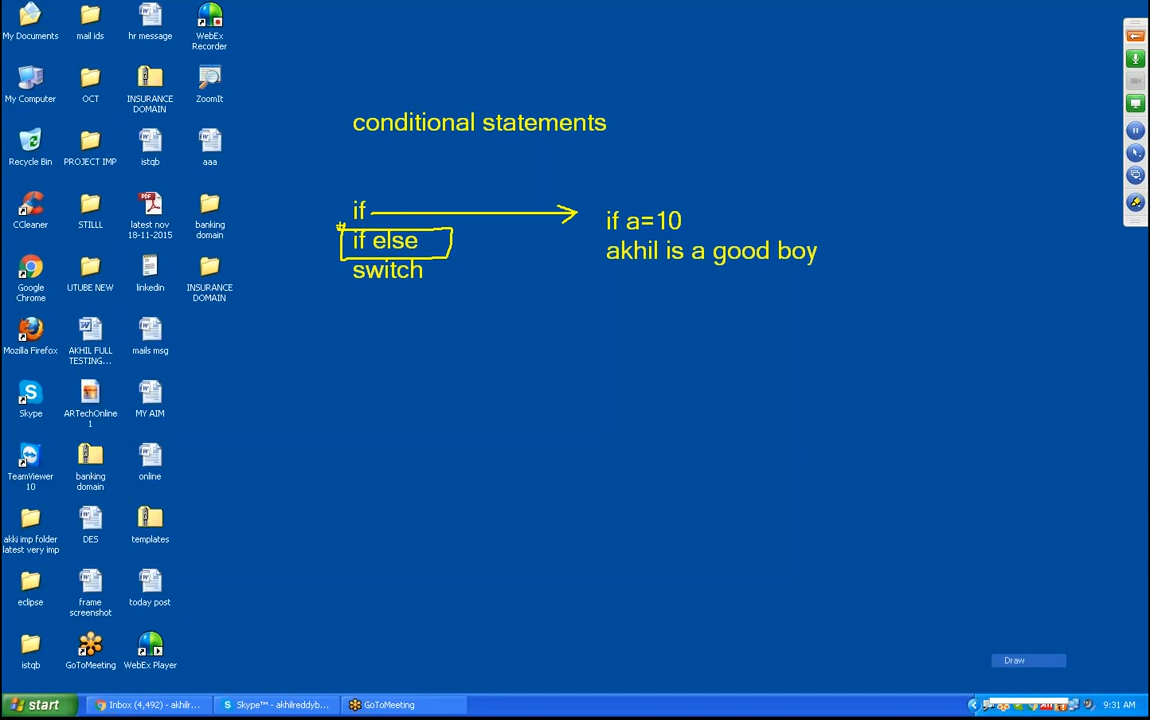 My Documents
mail ids
hr message
WebEx
Recorder
My Computer
OCT
INSURANCE
DOMAIN
ZoomIt
conditional statements
Recycle Bin
PROJECT IMP
istqb
aaa
if
if a=10
if else
akhil is a good boy
switch
CCleaner
STILLL
latest nov
18-11-2015
banking
domain
Google
Chrome
UTUBE NEW
linkedin
INSURANCE
DOMAIN
Mozilla Firefox
AKHIL FULL
TESTING...
mails msg
Skype
ARTechOnline
1
MY AIM
TeamViewer
10
banking
domain
online
akki imp folder
latest very imp
DES
templates
eclipse
frame
screenshot
today post
istqb
GoToMeeting
WebEx Player
Draw
start
Inbox (4,492) - akhilr...
Skype™ - akhilreddyb...
GoToMeeting
9:31 AM